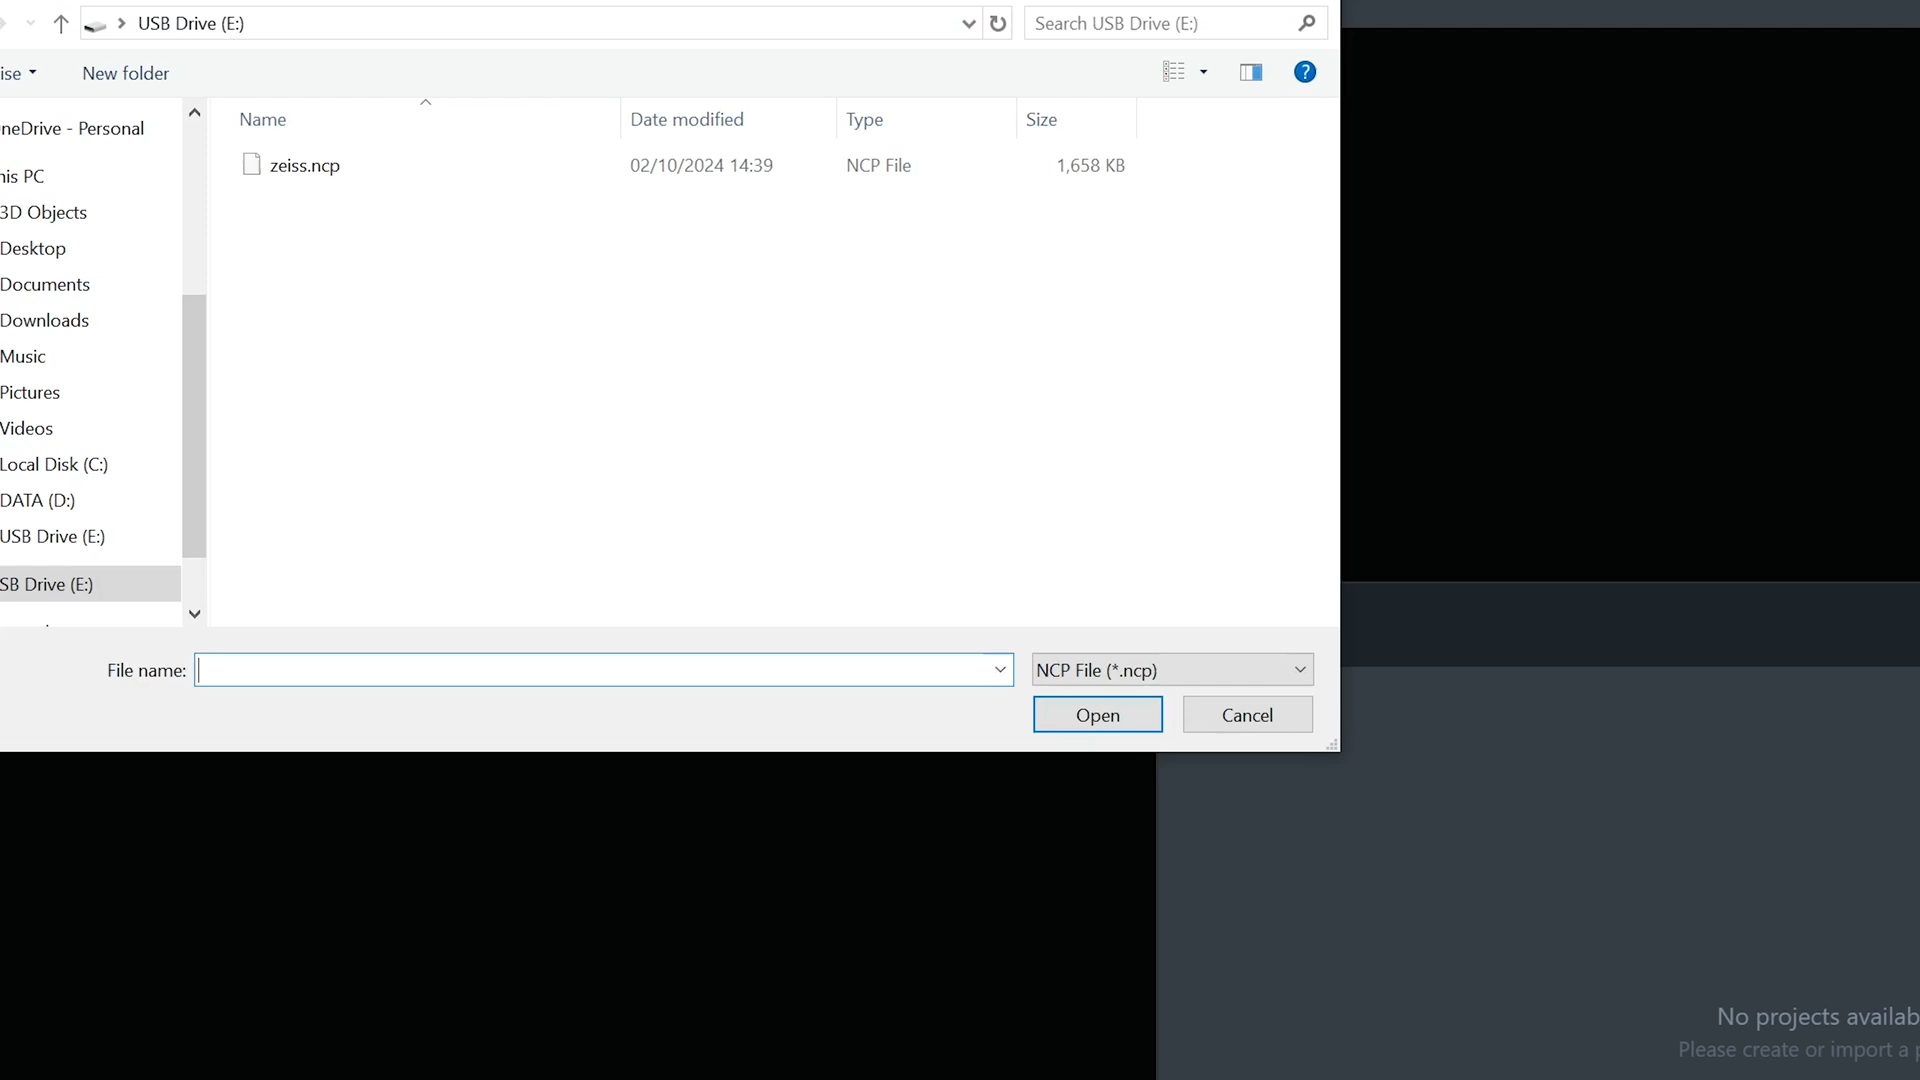 USB Drive (E:)
Search USB Drive (E:)
ise
New folder
?
Name
Date modified
Type
Size
neDrive - Personal
zeiss.ncp
02/10/2024 14:39
NCP File
1,658 KB
his PC
3D Objects
Desktop
Documents
Downloads
Music
Pictures
Videos
Local Disk (C:)
DATA (D:)
USB Drive (E:)
SB Drive (E:)
File name:
NCP File (*.ncp)
Open
Cancel
No projects availab
Please create or import a p